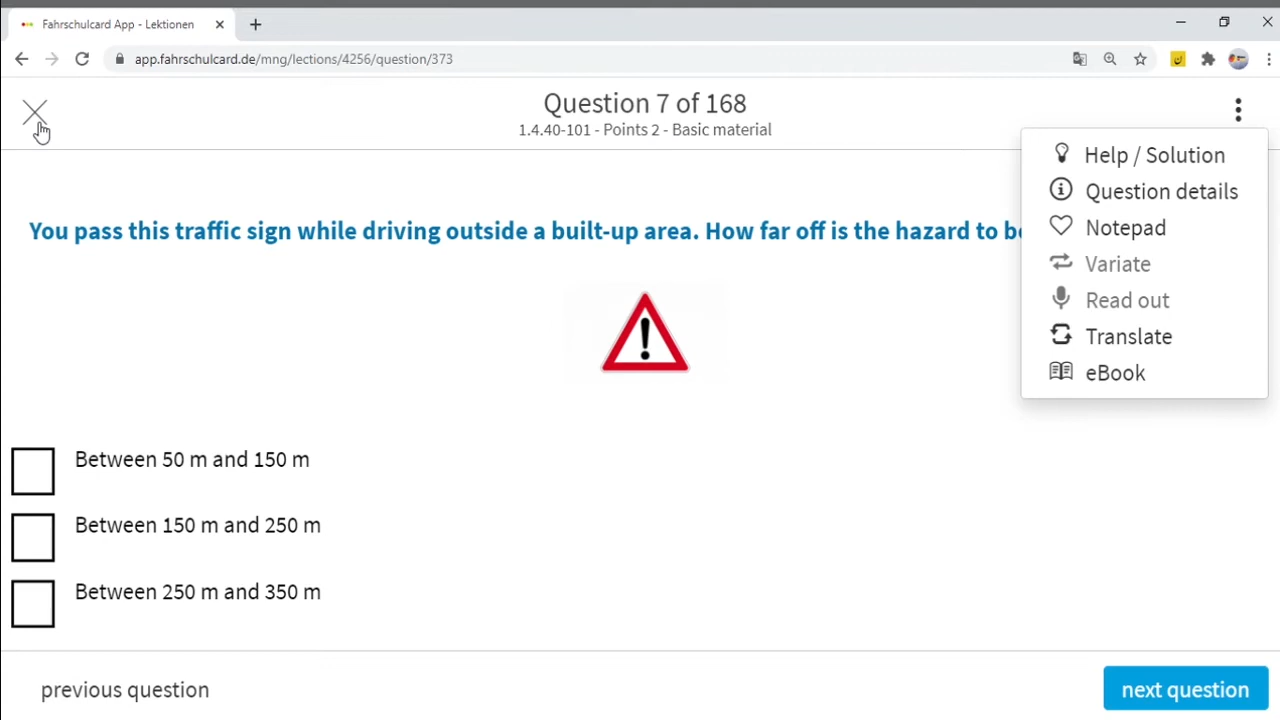 Fahrschulcard App - Lektionen
app.fahrschulcard.de/mng/lections/4256/question/373
Question 7 of 168
1.4.40-101 - Points 2 - Basic material
Help / Solution
Question details
Notepad
Variate
Read out
Translate
eBook
You pass this traffic sign while driving outside a built-up area. How far off is the hazard to be
!
Between 50 m and 150 m
Between 150 m and 250 m
Between 250 m and 350 m
previous question
next question